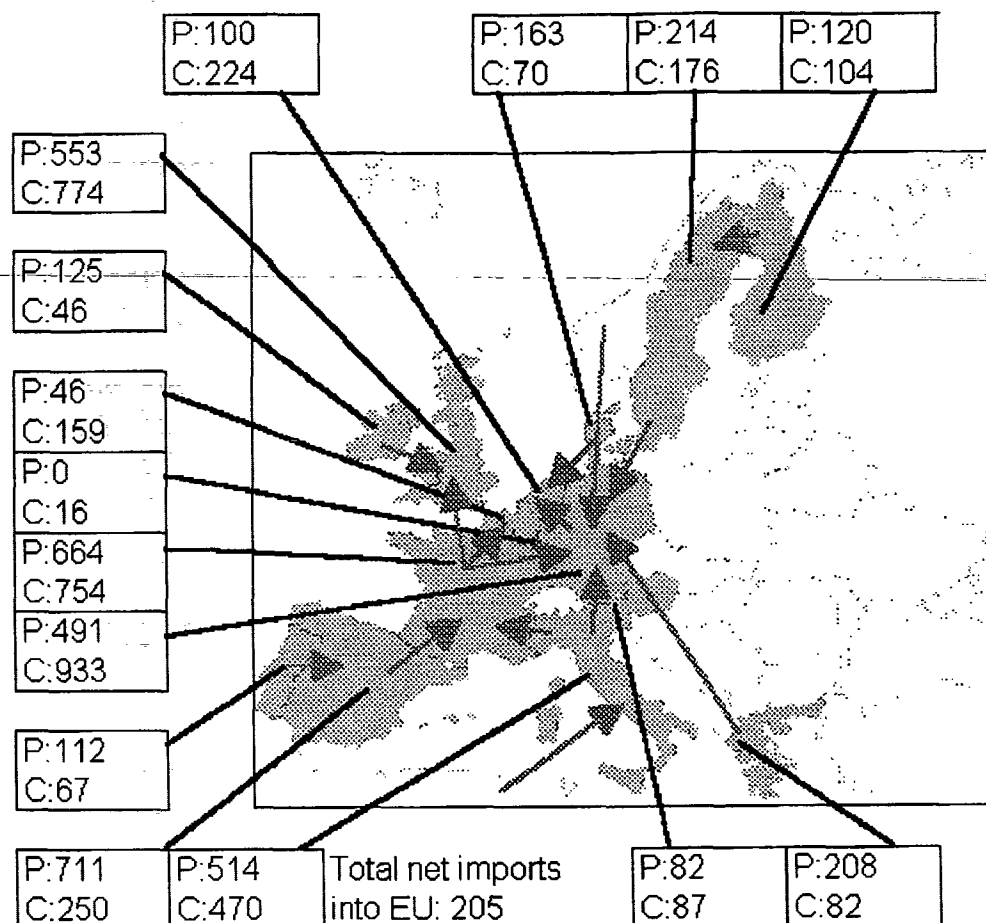 P:100
C:224
P:163
C:70
P:214
C:176
P:120
C:104
P:553
C:774
P:125
C:46
P:46
C:159
P:0
C:16
P:664
C:754
P:491
C:933
P:112
C:67
P:711
C:250
P:514
C:470
Total net imports
into EU: 205
P:82
C:87
P:208
C:82